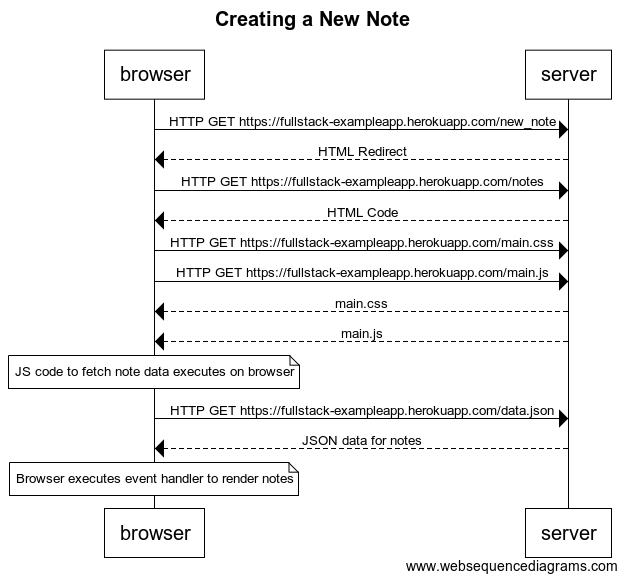 Creating a New Note
browser server
HTTP GET https://fullstack-exampleapp.herokuapp.com/new_note
HTML Redirect
HTTP GET https://fullstack-exampleapp.herokuapp.com/notes
HTML Code
HTTP GET https://fullstack-exampleapp.herokuapp.com/main.css
HTTP GET https://fullstack-exampleapp.herokuapp.com/main.js
main.css
main.js
JS code to fetch note data executes on browser
HTTP GET https://fullstack-exampleapp.herokuapp.com/data.json
JSON data for notes
Browser executes event handler to render notes
browser server
www.websequencediagrams.com